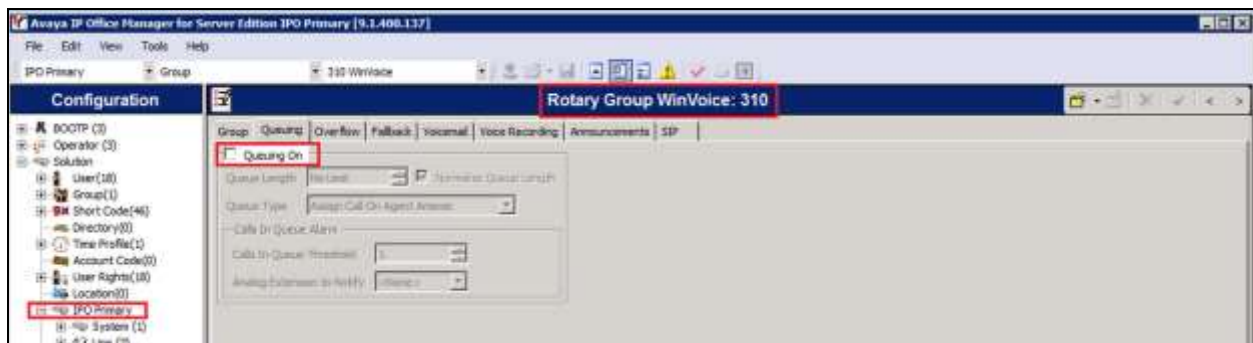 Avaya IP Office Manager for Server Edition IPO Primary [9.1.400.137]
File Edit View Tools Help
IPO Primary Group 310 WinVoice
Configuration
Rotary Group WinVoice: 310
BOOTP (3)
Operator (3)
Solution
User(18)
Group(1)
Short Code(46)
Directory(0)
Time Profile(1)
Account Code(0)
User Rights(18)
Location(0)
IPO Primary
System (1)
Group Queuing Overflow Fallback Voicemail Voice Recording Announcements SIP
Queuing On
Queue Length No Limit Normalize Queue Length
Queue Type Assign Call On Agent Answer
Calls In Queue Alarm
Calls In Queue Threshold
Analog Extension to Notify <None>